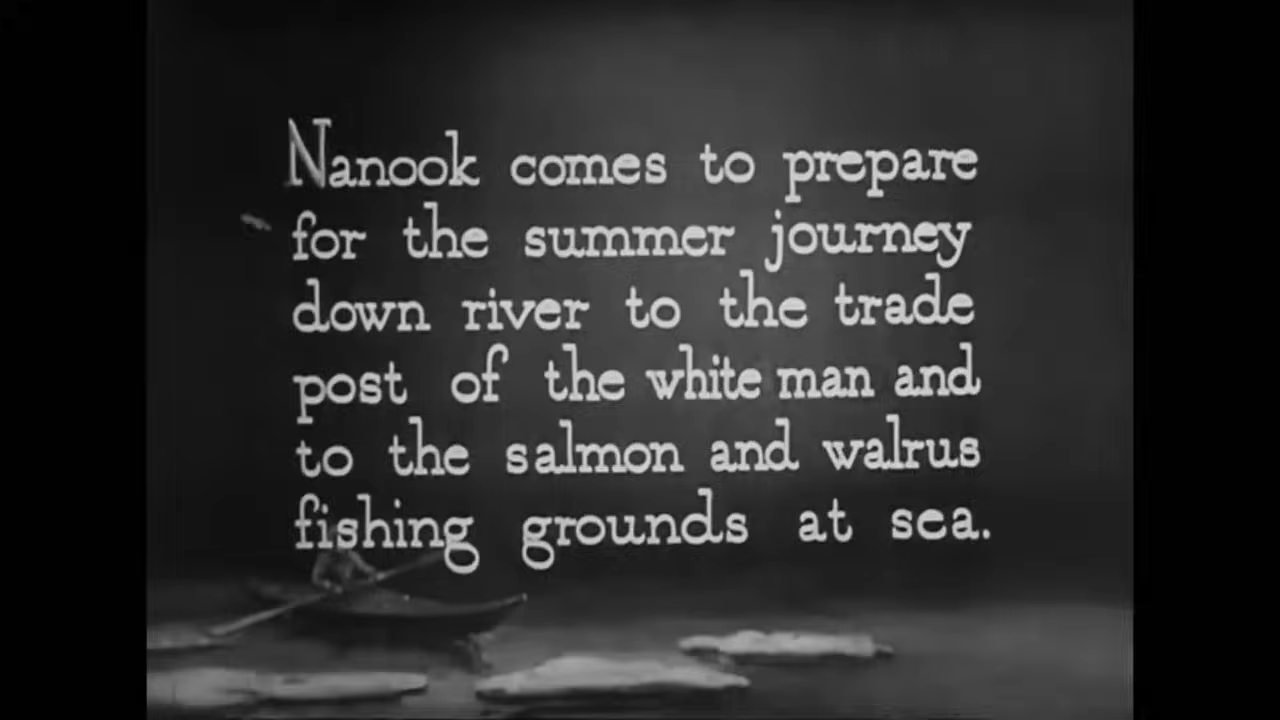 Nanook comes to prepare
for the summer journey
down river to the trade
post of the white man and
to the salmon and walrus
fishing grounds at sea.